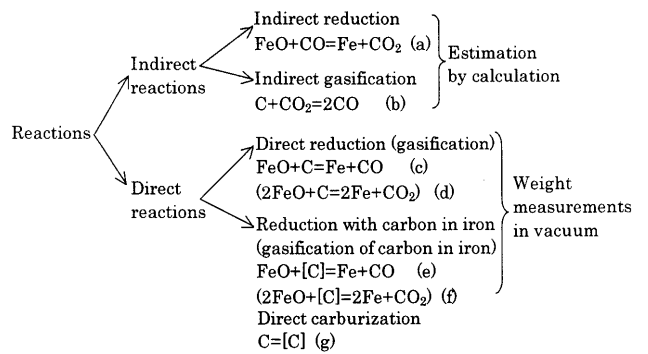 Indirect reduction
FeO+CO=Fe+CO₂ (a)
Indirect gasification
C+CO₂=2CO (b)
Indirect
reactions
Estimation
by calculation
Reactions
Direct
reactions
Direct reduction (gasification)
FeO+C=Fe+CO (c)
(2FeO+C=2Fe+CO₂) (d)
Reduction with carbon in iron
(gasification of carbon in iron)
FeO+[C]=Fe+CO (e)
(2FeO+[C]=2Fe+CO₂) (f)
Direct carburization
C=[C] (g)
Weight
measurements
in vacuum